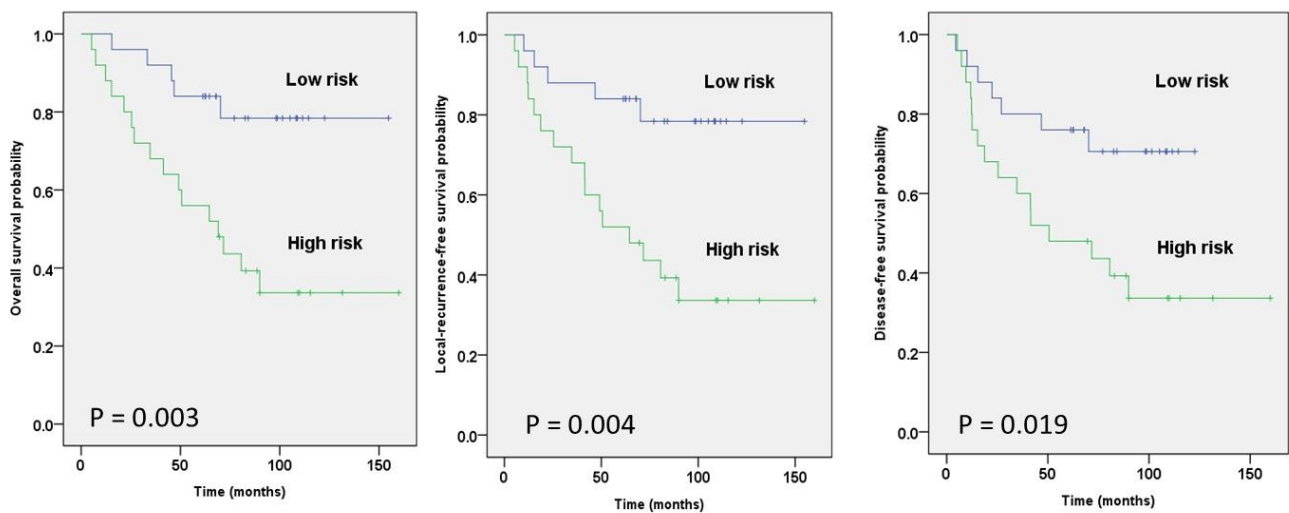 Overall survival probability
1.0
0.8
0.6
0.4
0.2
0.0
Low risk
High risk
P = 0.003
0 50 100 150
Time (months)
Local-recurrence-free survival probability
1.0
0.8
0.6
0.4
0.2
0.0
Low risk
High risk
P = 0.004
0 50 100 150
Time (months)
Disease-free survival probability
1.0
0.8
0.6
0.4
0.2
0.0
Low risk
High risk
P = 0.019
0 50 100 150
Time (months)